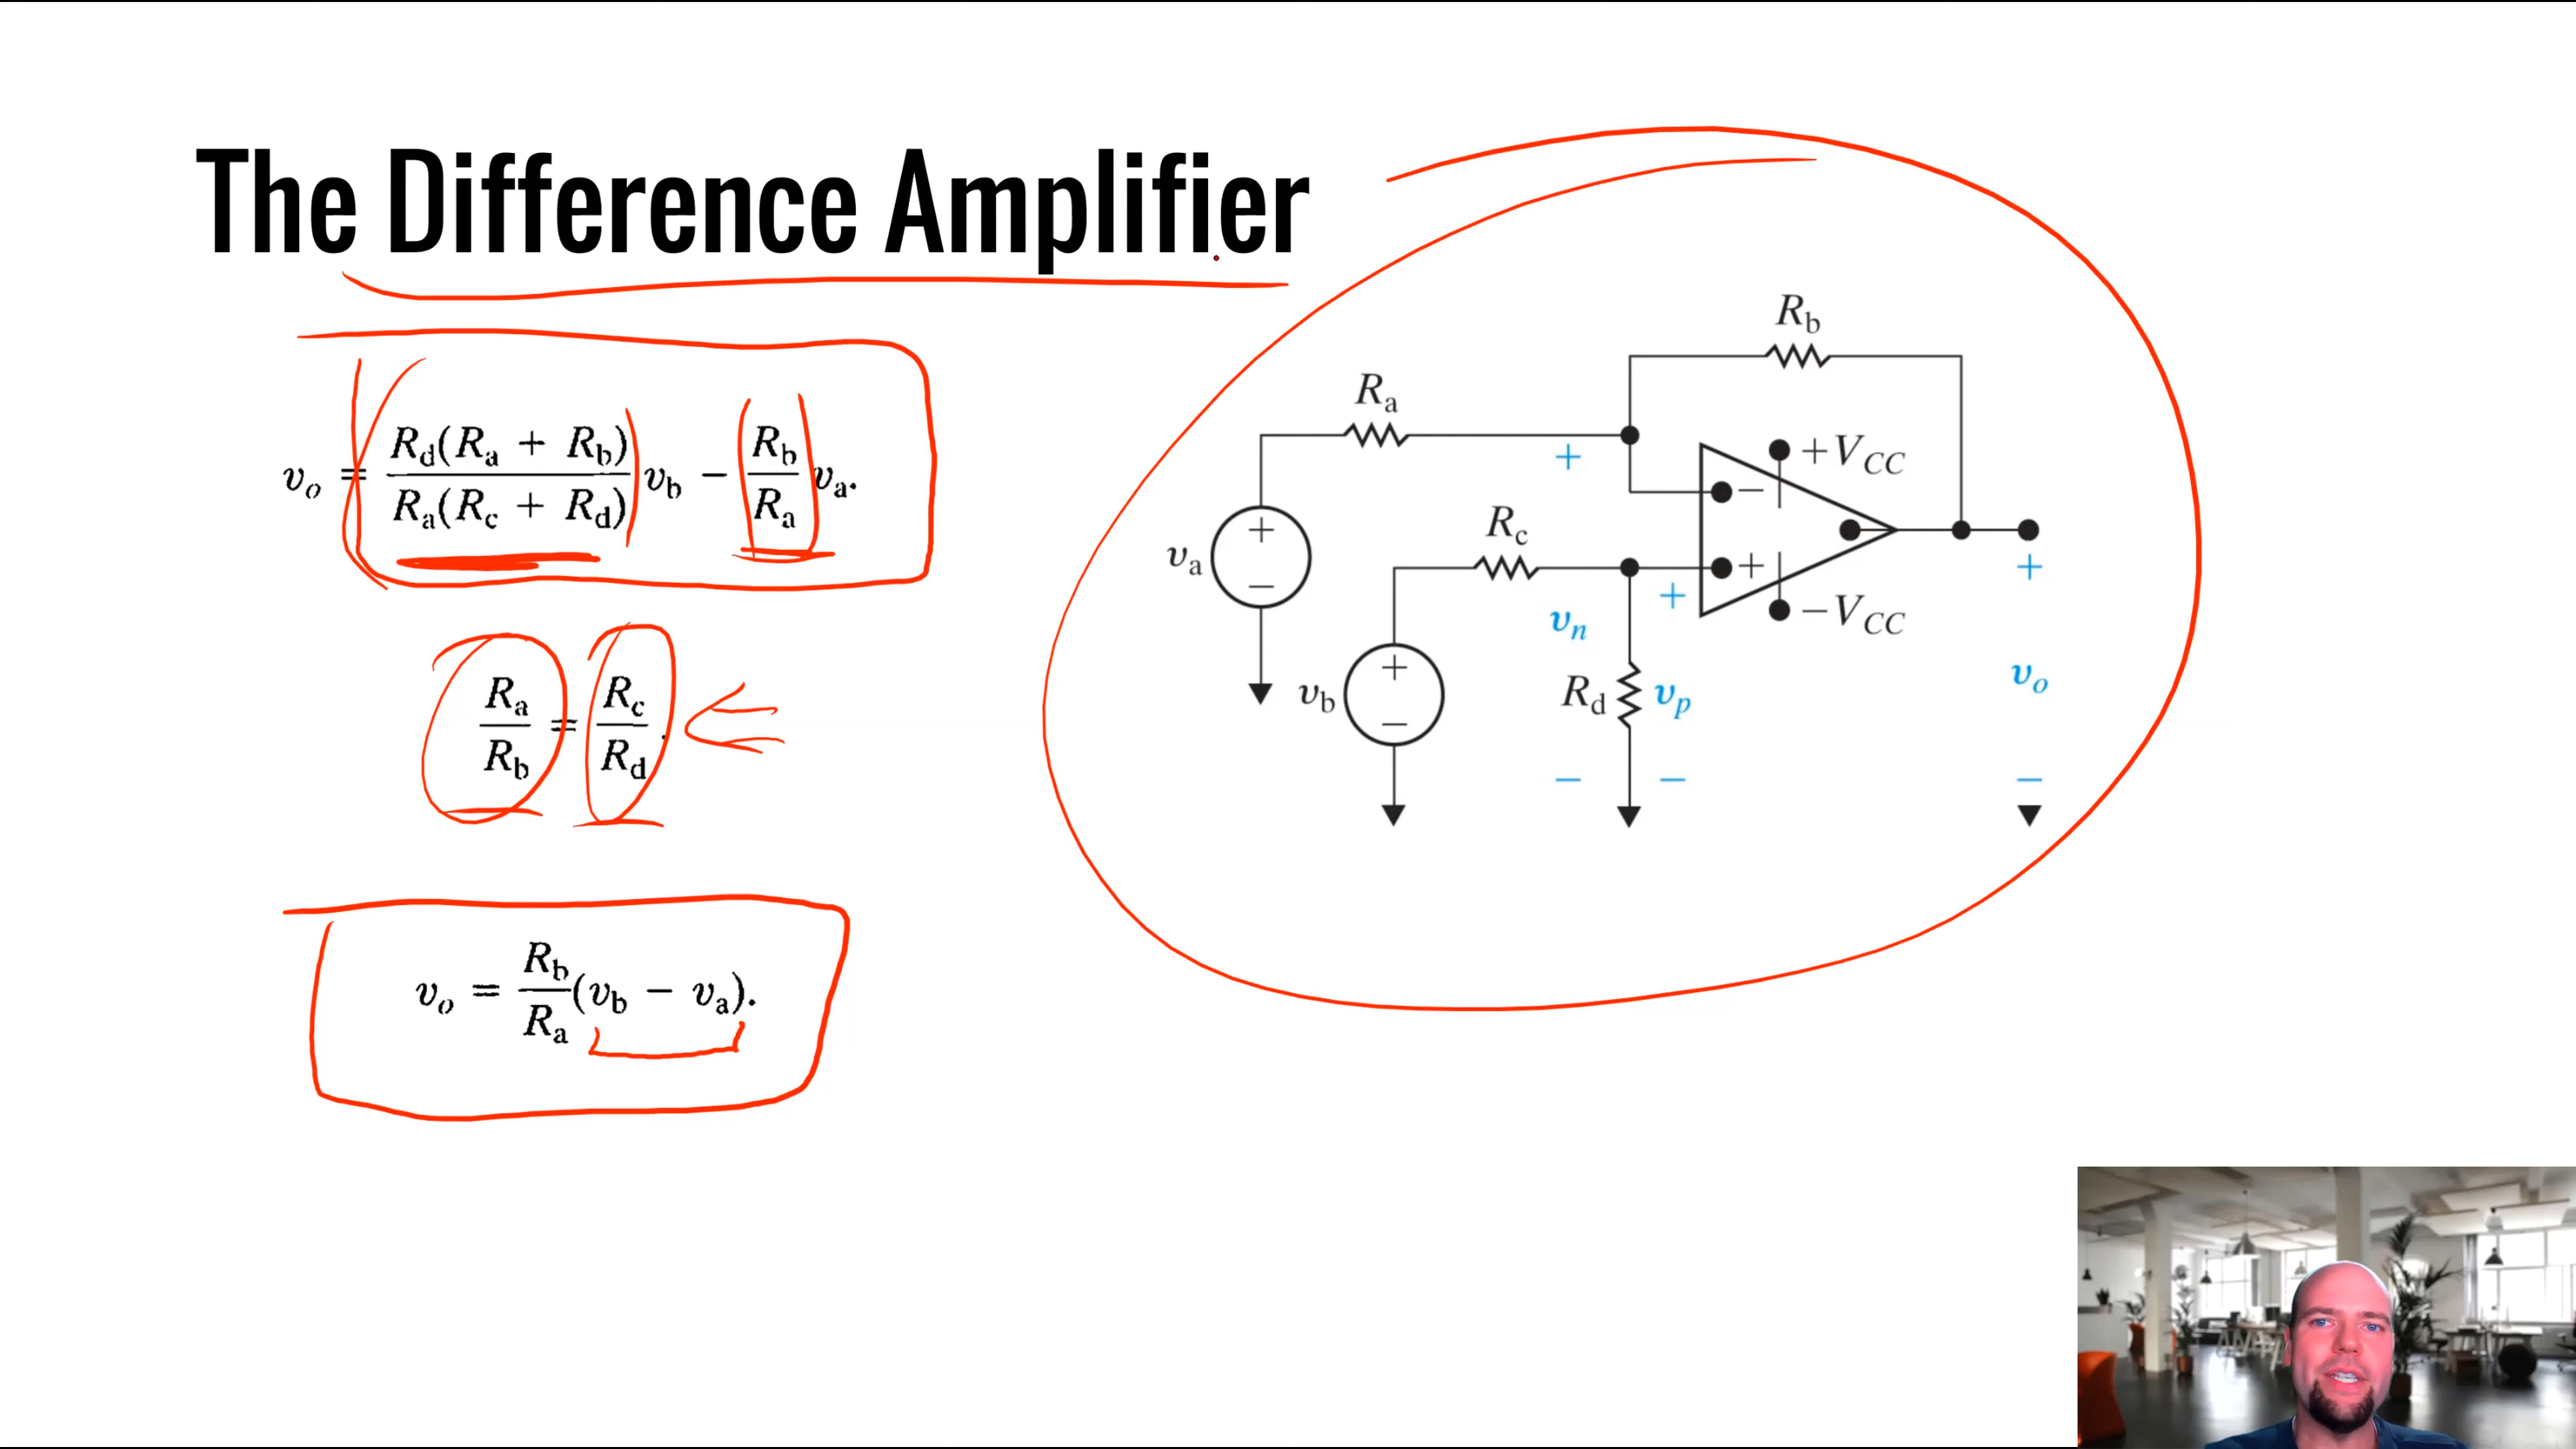 The Difference Amplifier
v_o = R_d(R_a + R_b) / R_a(R_c + R_d) v_b − R_b / R_a v_a.
R_a / R_b = R_c / R_d.
v_o = R_b / R_a (v_b − v_a).
R_b
R_a
+
+V_CC
−
R_c
v_a
+
−
+
+
−V_CC
+
v_n
v_b
+
−
R_d
v_p
v_o
−
−
−